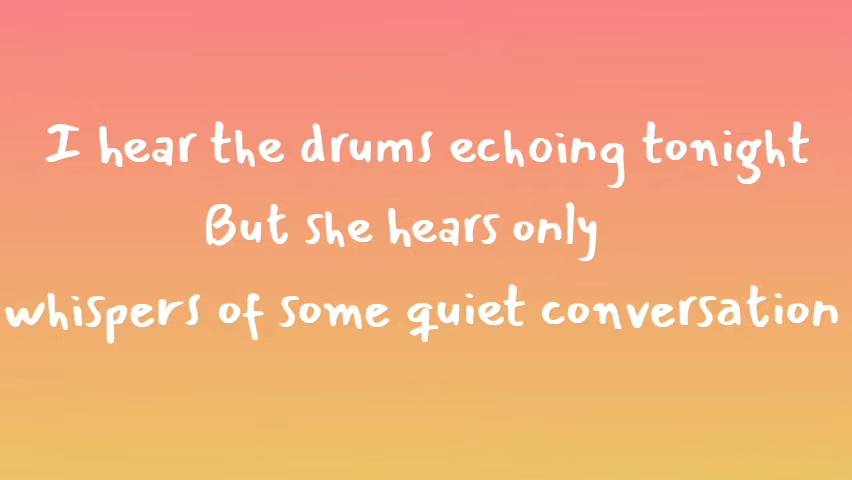 I hear the drums echoing tonight
But she hears only
whispers of some quiet conversation